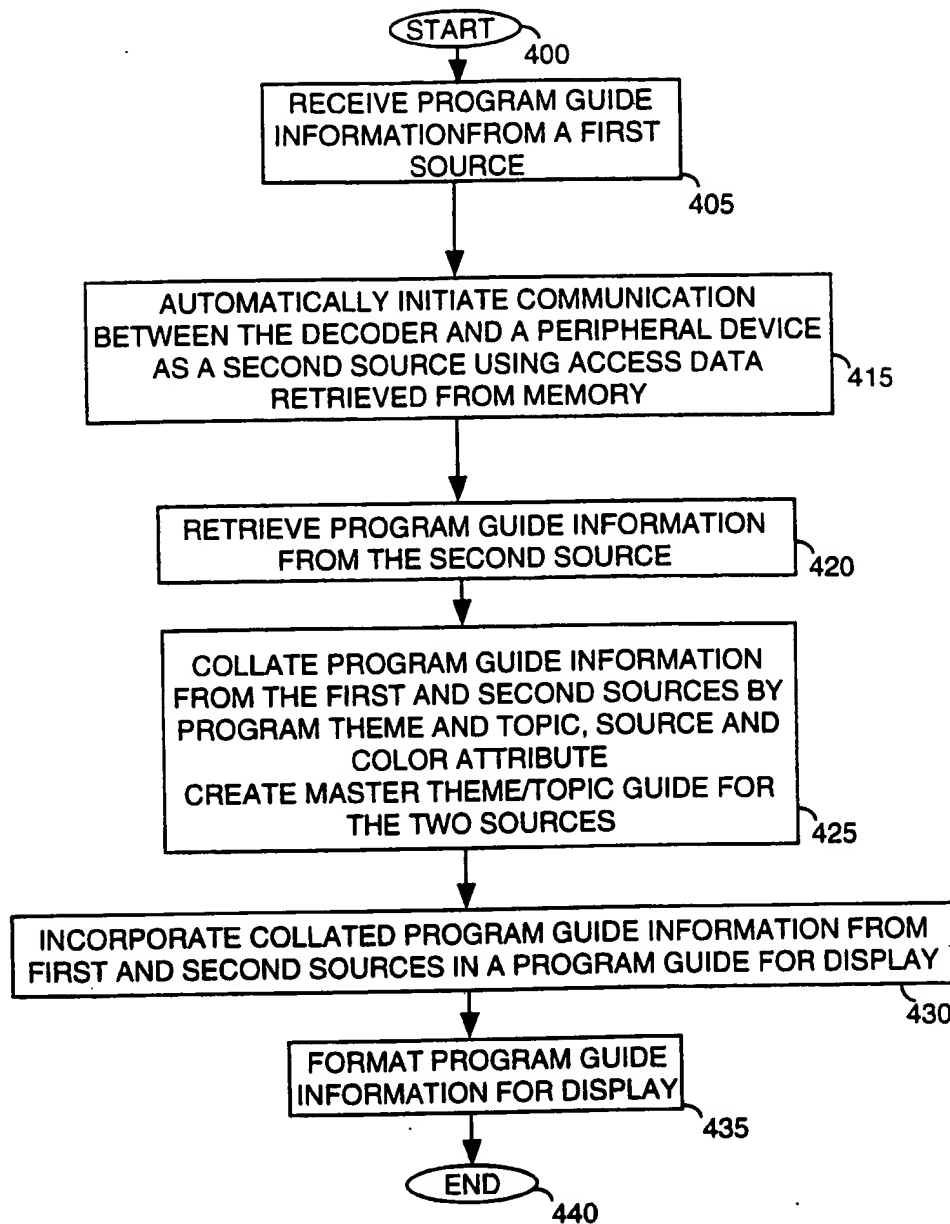 START
400
RECEIVE PROGRAM GUIDE
INFORMATIONFROM A FIRST
SOURCE
405
AUTOMATICALLY INITIATE COMMUNICATION
BETWEEN THE DECODER AND A PERIPHERAL DEVICE
AS A SECOND SOURCE USING ACCESS DATA
RETRIEVED FROM MEMORY
415
RETRIEVE PROGRAM GUIDE INFORMATION
FROM THE SECOND SOURCE
420
COLLATE PROGRAM GUIDE INFORMATION
FROM THE FIRST AND SECOND SOURCES BY
PROGRAM THEME AND TOPIC, SOURCE AND
COLOR ATTRIBUTE
CREATE MASTER THEME/TOPIC GUIDE FOR
THE TWO SOURCES
425
INCORPORATE COLLATED PROGRAM GUIDE INFORMATION FROM
FIRST AND SECOND SOURCES IN A PROGRAM GUIDE FOR DISPLAY
430
FORMAT PROGRAM GUIDE
INFORMATION FOR DISPLAY
435
END
440